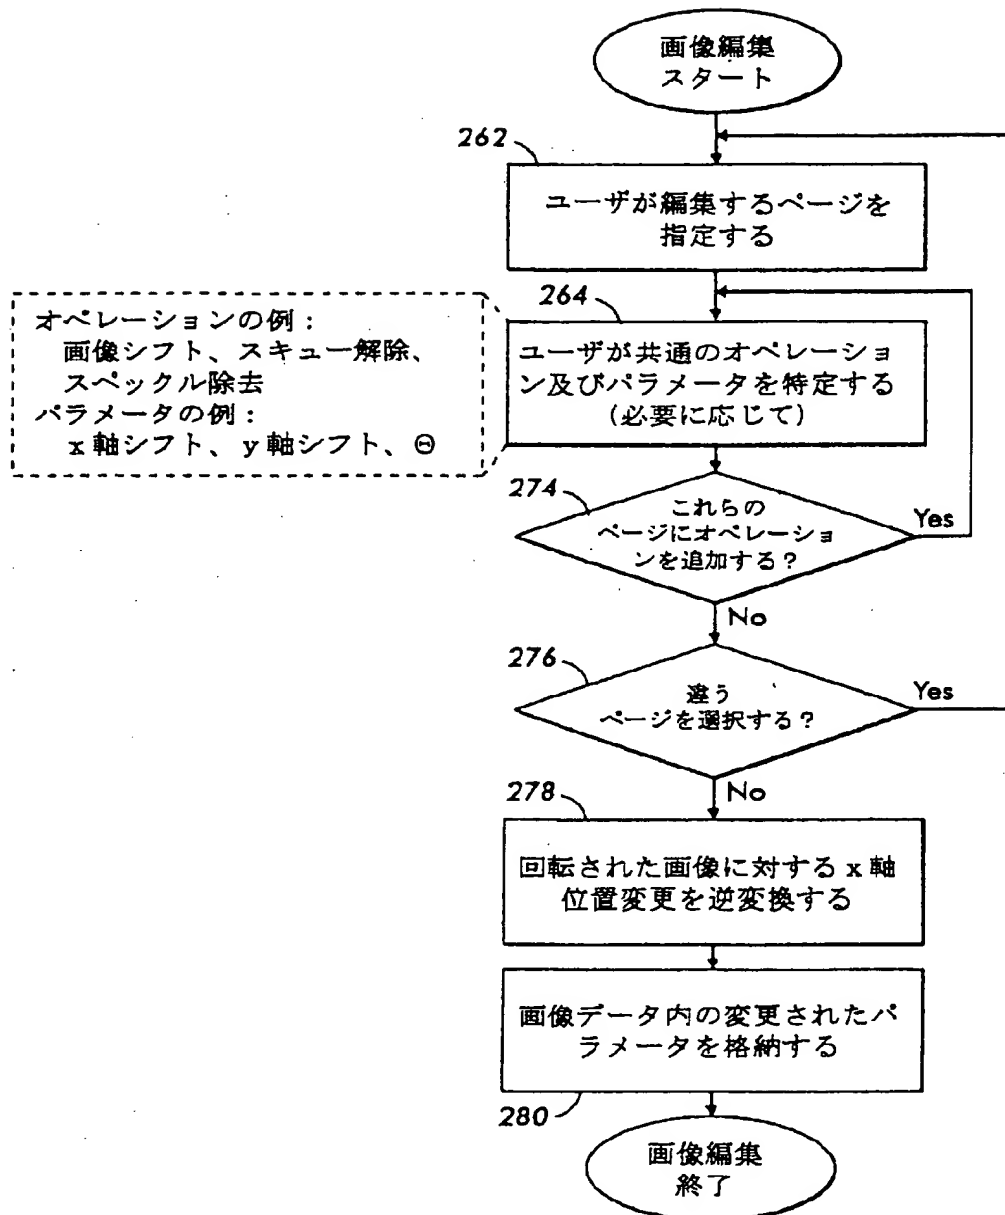 画像編集
スタート
262
ユーザが編集するページを
指定する
264
オペレーションの例：
画像シフト、スキュー解除、
スペックル除去
パラメータの例：
x軸シフト、y軸シフト、Θ
ユーザが共通のオペレーショ
ン及びパラメータを特定する
(必要に応じて)
274
これらの
ページにオペレーショ
ンを追加する？
Yes
No
276
違う
ページを選択する？
Yes
No
278
回転された画像に対するx軸
位置変更を逆変換する
画像データ内の変更されたパ
ラメータを格納する
280
画像編集
終了